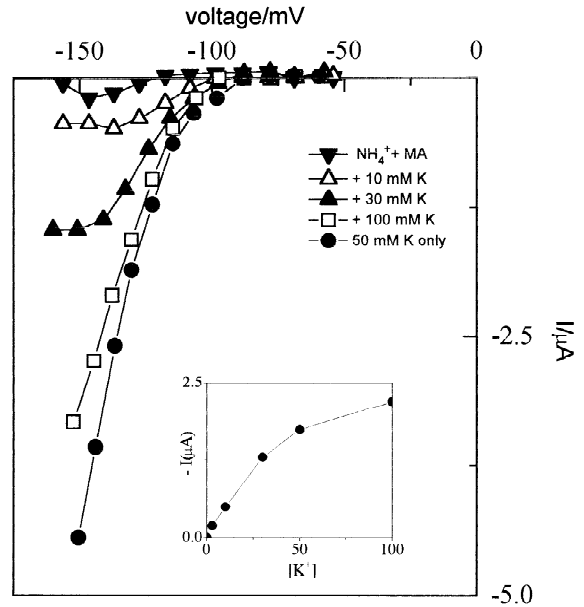 voltage/mV
-150 -100 -50 0
NH₄⁺+ MA
+ 10 mM K
+ 30 mM K
+ 100 mM K
50 mM K only
-2.5
I/µA
2.5
- I(µA)
0.0
0 50 100
[K⁺]
-5.0